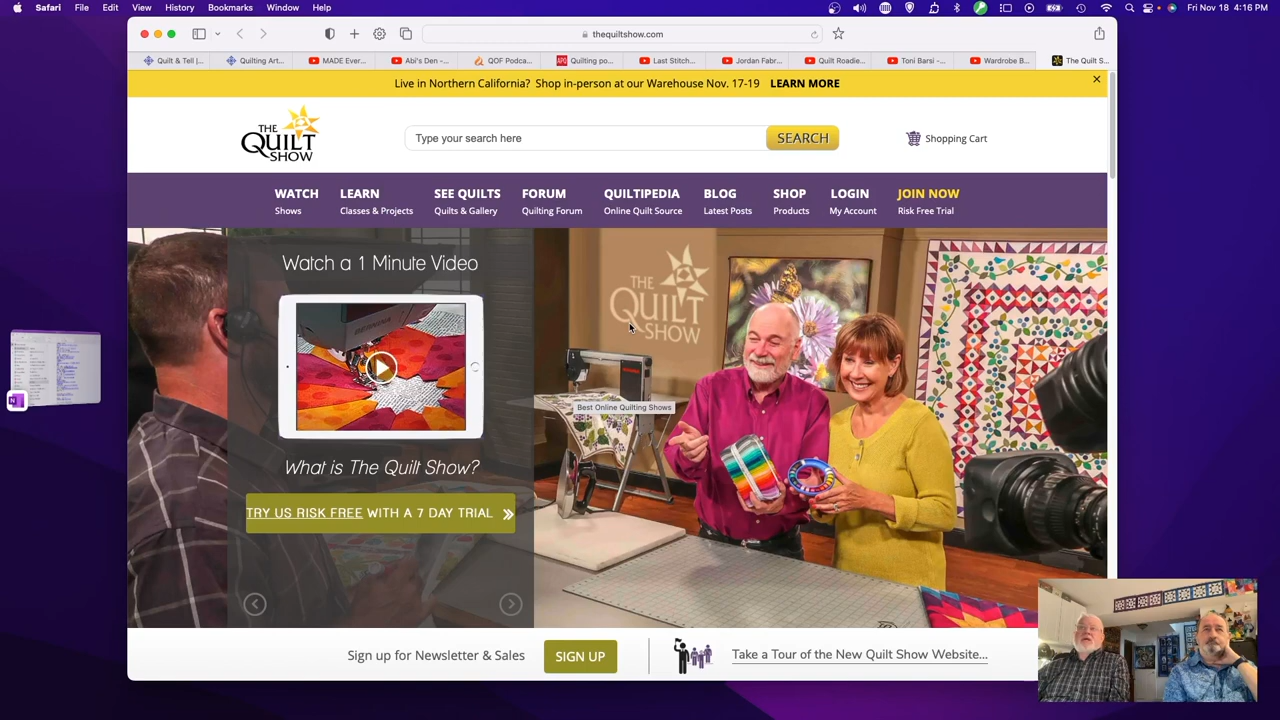 Safari File Edit View History Bookmarks Window Help
Fri Nov 18 4:16 PM
thequiltshow.com
Quilt & Tell |...
Quilting Art...
MADE Ever...
Abi's Den -...
QOF Podca...
Quilting po...
Last Stitch...
Jordan Fabr...
Quilt Roadie...
Toni Barsi -...
Wardrobe B...
The Quilt S...
Live in Northern California? Shop in-person at our Warehouse Nov. 17-19 LEARN MORE
THE
QUILT
SHOW
Type your search here
SEARCH
Shopping Cart
WATCH LEARN SEE QUILTS FORUM QUILTIPEDIA BLOG SHOP LOGIN JOIN NOW
Shows Classes & Projects Quilts & Gallery Quilting Forum Online Quilt Source Latest Posts Products My Account Risk Free Trial
Watch a 1 Minute Video
BERNINA
THE
QUILT
SHOW
Best Online Quilting Shows
What is The Quilt Show?
TRY US RISK FREE WITH A 7 DAY TRIAL
Sign up for Newsletter & Sales
SIGN UP
Take a Tour of the New Quilt Show Website...